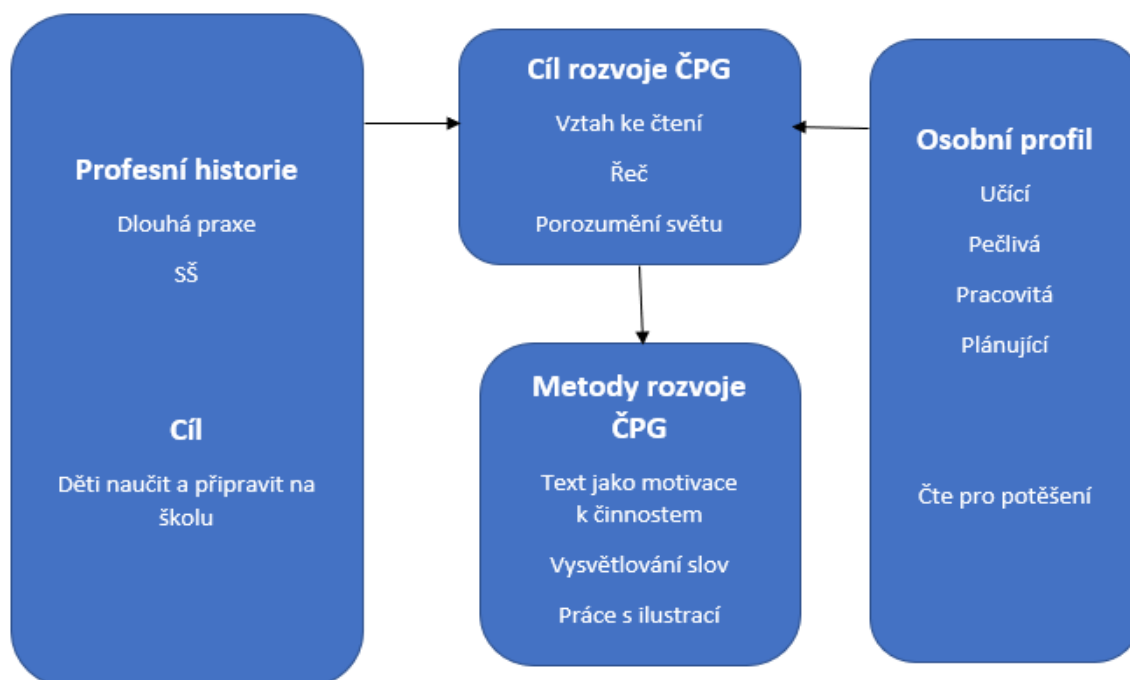 Profesní historie
Dlouhá praxe
SŠ
Cíl
Děti naučit a připravit na
školu
Cíl rozvoje ČPG
Vztah ke čtení
Řeč
Porozumění světu
Metody rozvoje
ČPG
Text jako motivace
k činnostem
Vysvětlování slov
Práce s ilustrací
Osobní profil
Učící
Pečlivá
Pracovitá
Plánující
Čte pro potěšení